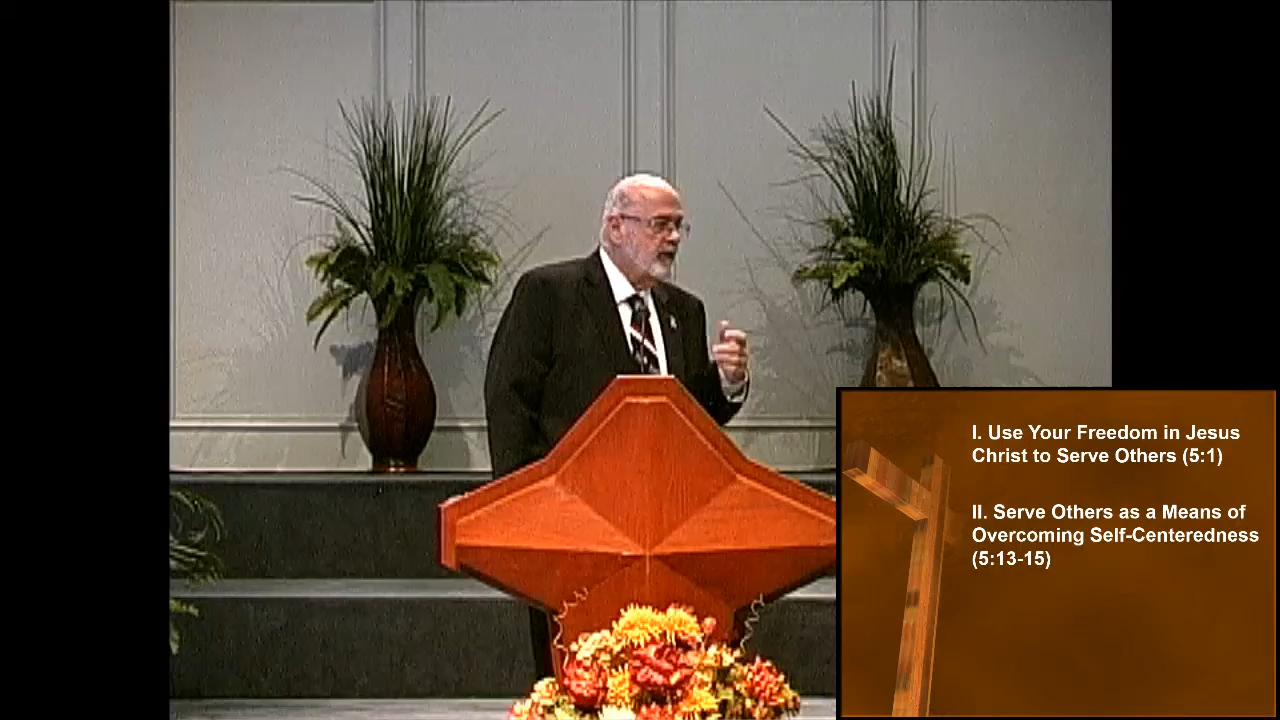 I. Use Your Freedom in Jesus
Christ to Serve Others (5:1)
II. Serve Others as a Means of
Overcoming Self-Centeredness
(5:13-15)